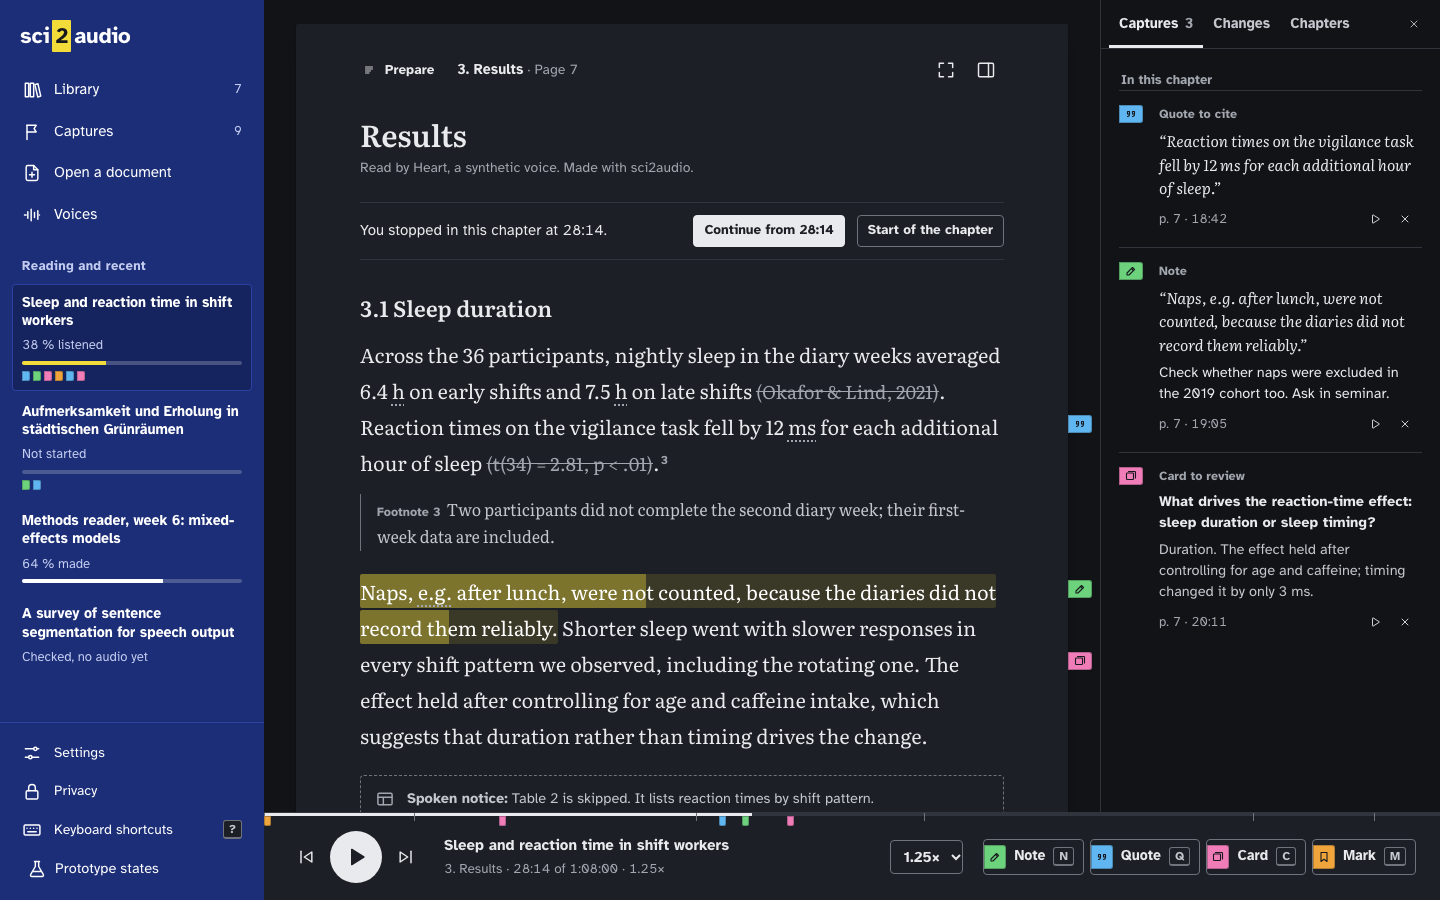 sci2audio
Library 7
Captures 9
Open a document
Voices
Reading and recent
Sleep and reaction time in shift
workers
38 % listened
Aufmerksamkeit und Erholung in
städtischen Grünräumen
Not started
Methods reader, week 6: mixed-
effects models
64 % made
A survey of sentence
segmentation for speech output
Checked, no audio yet
Settings
Privacy
Keyboard shortcuts ?
Prototype states
Prepare 3. Results · Page 7
Results
Read by Heart, a synthetic voice. Made with sci2audio.
You stopped in this chapter at 28:14.
Continue from 28:14
Start of the chapter
3.1 Sleep duration
Across the 36 participants, nightly sleep in the diary weeks averaged
6.4 h on early shifts and 7.5 h on late shifts (Okafor & Lind, 2021).
Reaction times on the vigilance task fell by 12 ms for each additional
hour of sleep (t(34) = 2.81, p < .01).³
Footnote 3 Two participants did not complete the second diary week; their first-
week data are included.
Naps, e.g. after lunch, were not counted, because the diaries did not
record them reliably. Shorter sleep went with slower responses in
every shift pattern we observed, including the rotating one. The
effect held after controlling for age and caffeine intake, which
suggests that duration rather than timing drives the change.
Spoken notice: Table 2 is skipped. It lists reaction times by shift pattern.
Captures 3 Changes Chapters ×
In this chapter
Quote to cite
“Reaction times on the vigilance task
fell by 12 ms for each additional hour
of sleep.”
p. 7 · 18:42
Note
“Naps, e.g. after lunch, were not
counted, because the diaries did not
record them reliably.”
Check whether naps were excluded in
the 2019 cohort too. Ask in seminar.
p. 7 · 19:05
Card to review
What drives the reaction-time effect:
sleep duration or sleep timing?
Duration. The effect held after
controlling for age and caffeine; timing
changed it by only 3 ms.
p. 7 · 20:11
Sleep and reaction time in shift workers
3. Results · 28:14 of 1:08:00 · 1.25×
1.25×
Note N
Quote Q
Card C
Mark M